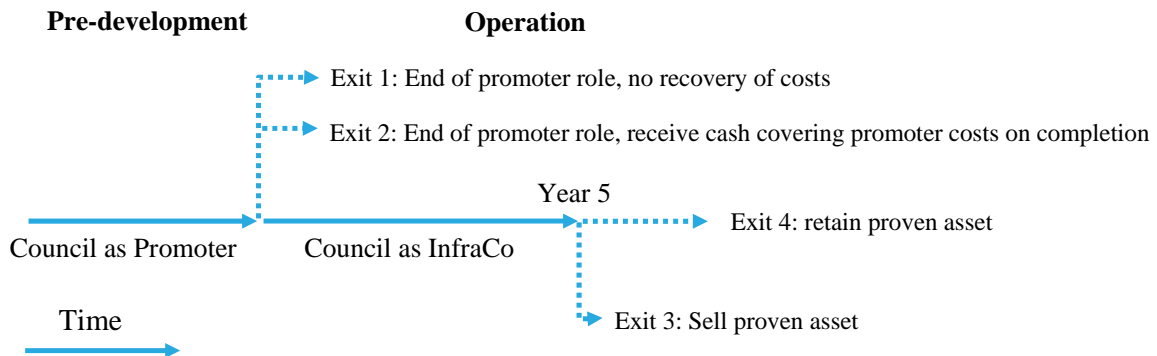 Pre-development
Operation
Exit 1: End of promoter role, no recovery of costs
Exit 2: End of promoter role, receive cash covering promoter costs on completion
Year 5
Exit 4: retain proven asset
Council as Promoter
Council as InfraCo
Exit 3: Sell proven asset
Time